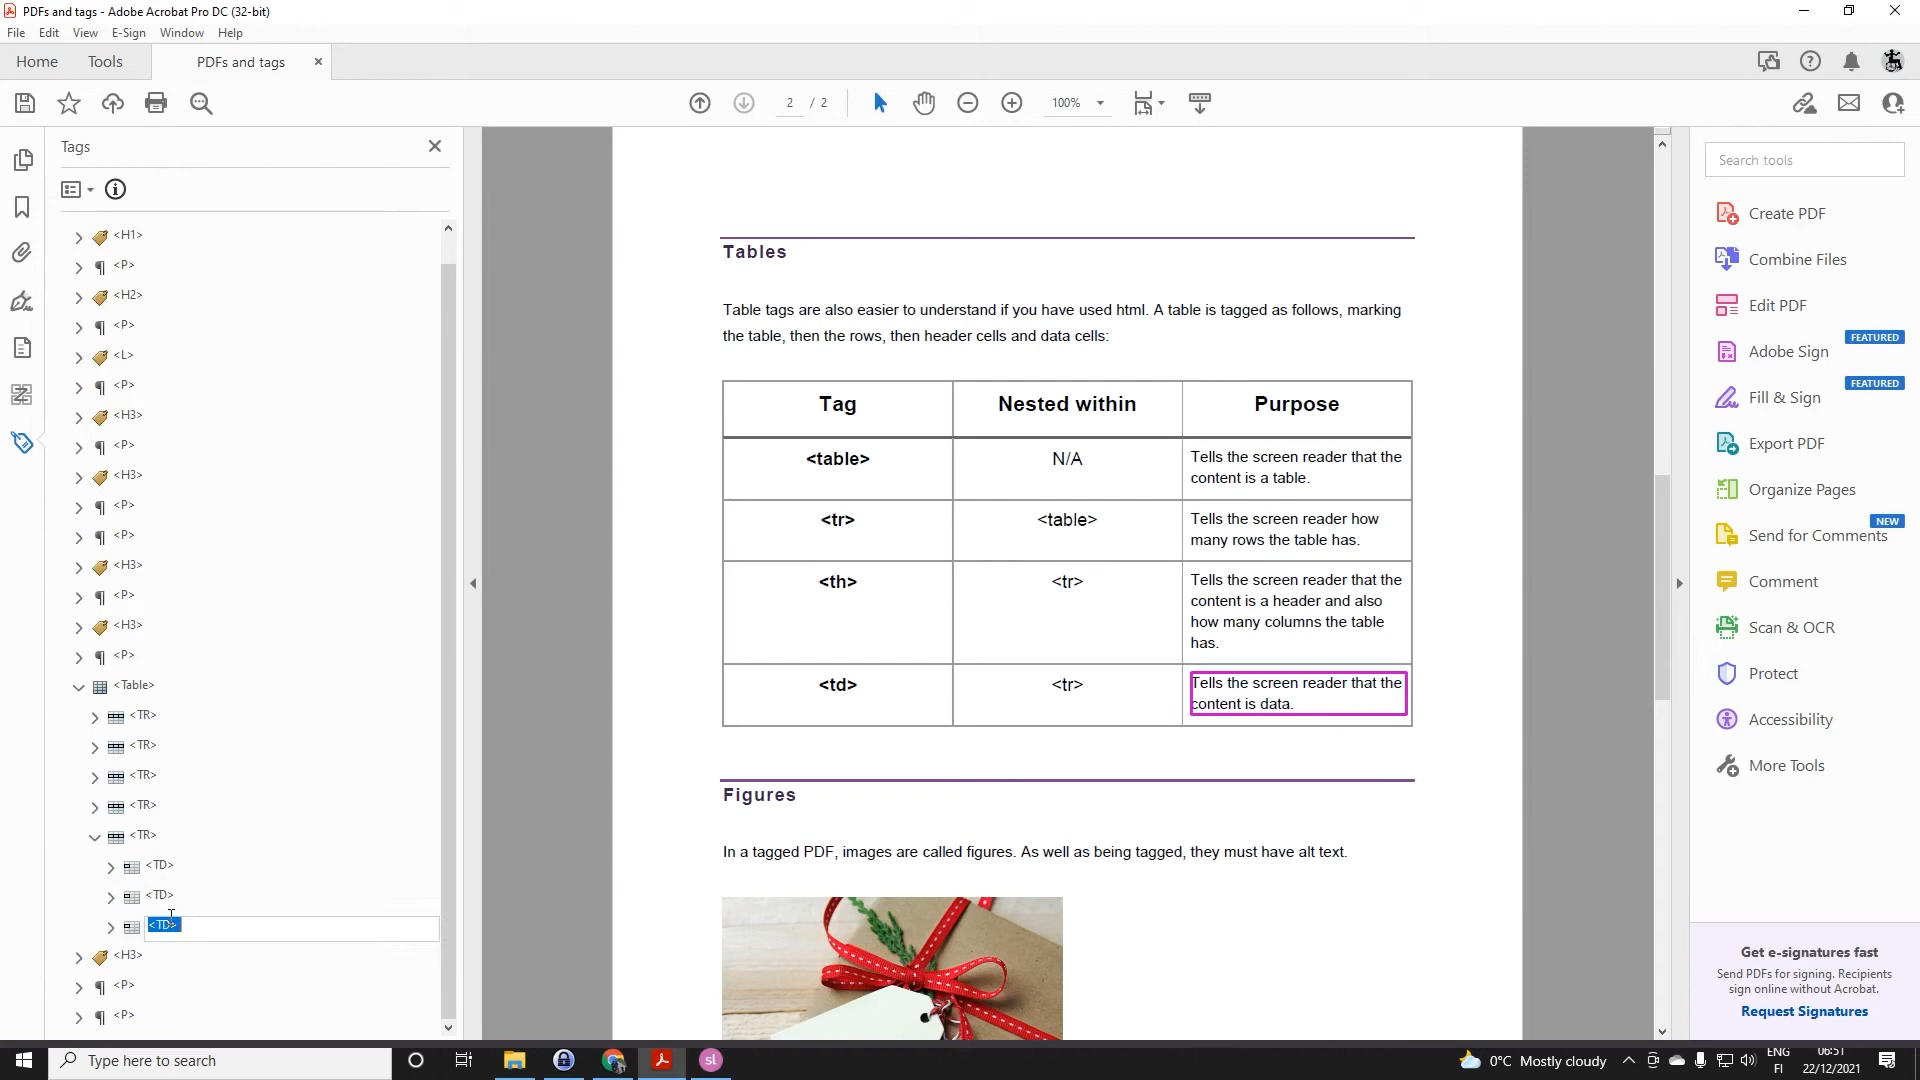 PDFs and tags - Adobe Acrobat Pro DC (32-bit)
File Edit View E-Sign Window Help
Home Tools PDFs and tags
2 / 2 100%
Tags
<H1>
<P>
<H2>
<P>
<L>
<P>
<H3>
<P>
<H3>
<P>
<P>
<H3>
<P>
<H3>
<P>
<Table>
<TR>
<TR>
<TR>
<TR>
<TR>
<TD>
<TD>
<TD>
<H3>
<P>
<P>
Tables
Table tags are also easier to understand if you have used html. A table is tagged as follows, marking
the table, then the rows, then header cells and data cells:
Tag Nested within Purpose
<table> N/A Tells the screen reader that the
content is a table.
<tr> <table> Tells the screen reader how
many rows the table has.
<th> <tr> Tells the screen reader that the
content is a header and also
how many columns the table
has.
<td> <tr> Tells the screen reader that the
content is data.
Figures
In a tagged PDF, images are called figures. As well as being tagged, they must have alt text.
Search tools
Create PDF
Combine Files
Edit PDF
FEATURED
Adobe Sign
FEATURED
Fill & Sign
Export PDF
Organize Pages
NEW
Send for Comments
Comment
Scan & OCR
Protect
Accessibility
More Tools
Get e-signatures fast
Send PDFs for signing. Recipients
sign online without Acrobat.
Request Signatures
Type here to search
sl
0°C Mostly cloudy
ENG
FI
06:51
22/12/2021